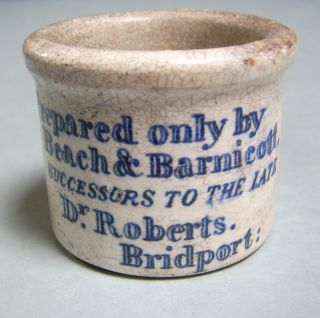 Prepared only by
Beach & Barnicott,
SUCCESSORS TO THE LATE
Dr Roberts.
Bridport: